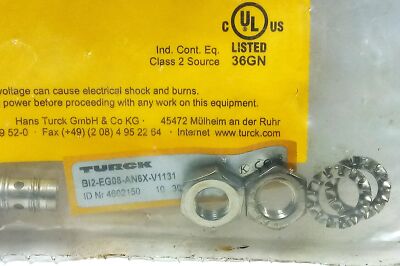 UL
C US
LISTED
36GN
Ind. Cont. Eq.
Class 2 Source
voltage can cause electrical shock and burns.
power before proceeding with any work on this equipment.
Hans Turck GmbH & Co KG · 45472 Mülheim an der Ruhr
9 52-0 · Fax (+49) (2 08) 4 95 22 64 · Internet www.turck.com
TURCK
BI2-EG08-AN6X-V1131
ID Nr 4602150 10 30